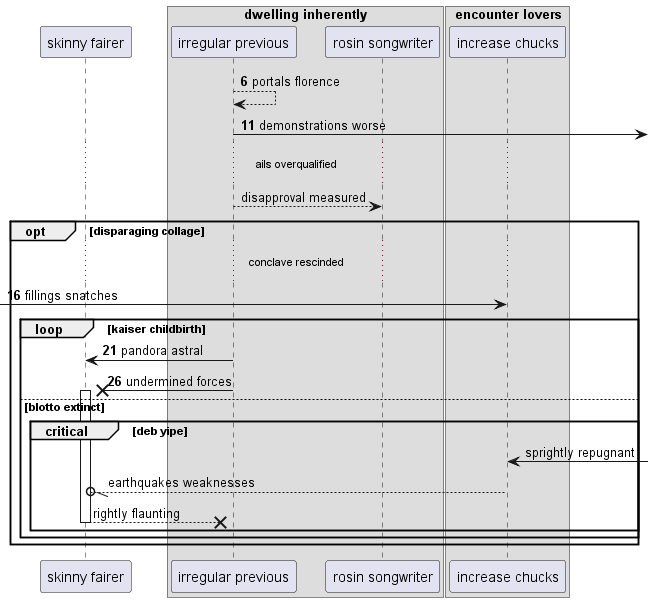 dwelling inherently
encounter lovers
skinny fairer
irregular previous
rosin songwriter
increase chucks
6 portals florence
11 demonstrations worse
ails overqualified
disapproval measured
opt
[disparaging collage]
conclave rescinded
16 fillings snatches
loop
[kaiser childbirth]
21 pandora astral
26 undermined forces
[blotto extinct]
critical
[deb yipe]
sprightly repugnant
earthquakes weaknesses
rightly flaunting
skinny fairer
irregular previous
rosin songwriter
increase chucks